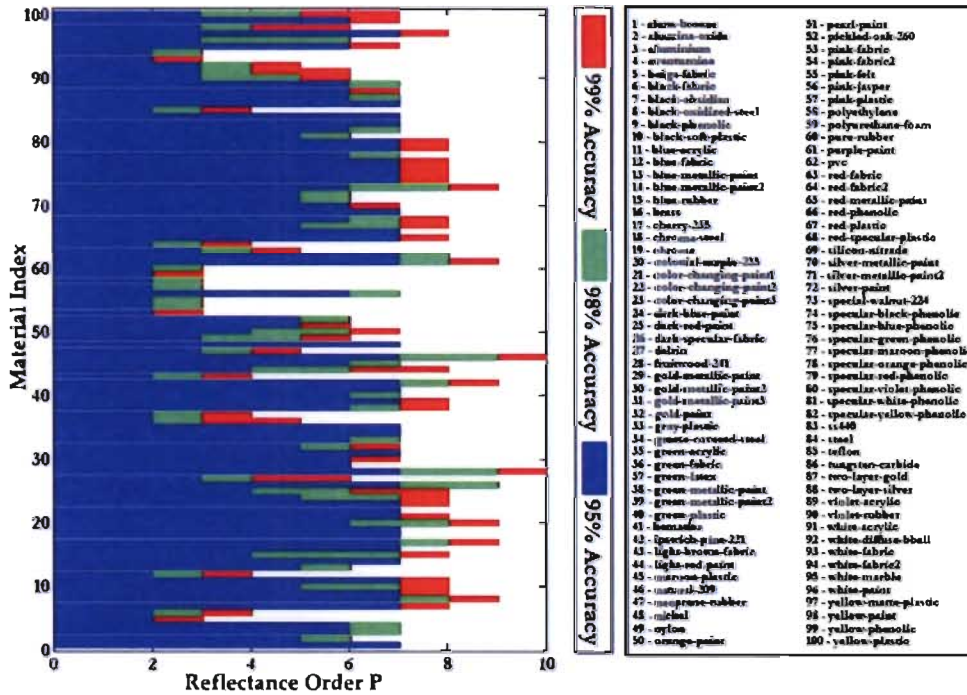 100
90
80
70
60
50
40
30
20
10
0
Material Index
0
2
4
6
8
10
Reflectance Order P
99% Accuracy
98% Accuracy
95% Accuracy
1 - alum-bronze
2 - alumina-oxide
3 - aluminium
4 - aventurnine
5 - beige-fabric
6 - black-fabric
7 - black-obsidian
8 - black-oxidized-steel
9 - black-phenolic
10 - black-soft-plastic
11 - blue-acrylic
12 - blue-fabric
13 - blue-metallic-paint
14 - blue-metallic-paint2
15 - blue-rubber
16 - brass
17 - cherry-235
18 - chrome-steel
19 - chrome
20 - colonial-maple-223
21 - color-changing-paint1
22 - color-changing-paint2
23 - color-changing-paint3
24 - dark-blue-paint
25 - dark-red-paint
26 - dark-specular-fabric
27 - delrin
28 - fruitwood-241
29 - gold-metallic-paint
30 - gold-metallic-paint2
31 - gold-metallic-paint3
32 - gold-paint
33 - gray-plastic
34 - grease-covered-steel
35 - green-acrylic
36 - green-fabric
37 - green-latex
38 - green-metallic-paint
39 - green-metallic-paint2
40 - green-plastic
41 - hematite
42 - ipswich-pine-221
43 - light-brown-fabric
44 - light-red-paint
45 - maroon-plastic
46 - natural-209
47 - neoprene-rubber
48 - nickel
49 - nylon
50 - orange-paint
51 - pearl-paint
52 - pickled-oak-260
53 - pink-fabric
54 - pink-fabric2
55 - pink-felt
56 - pink-jasper
57 - pink-plastic
58 - polyethylene
59 - polyurethane-foam
60 - pure-rubber
61 - purple-paint
62 - pvc
63 - red-fabric
64 - red-fabric2
65 - red-metallic-paint
66 - red-phenolic
67 - red-plastic
68 - red-specular-plastic
69 - silicon-nitrade
70 - silver-metallic-paint
71 - silver-metallic-paint2
72 - silver-paint
73 - special-walnut-224
74 - specular-black-phenolic
75 - specular-blue-phenolic
76 - specular-green-phenolic
77 - specular-maroon-phenolic
78 - specular-orange-phenolic
79 - specular-red-phenolic
80 - specular-violet-phenolic
81 - specular-white-phenolic
82 - specular-yellow-phenolic
83 - ss440
84 - steel
85 - teflon
86 - tungsten-carbide
87 - two-layer-gold
88 - two-layer-silver
89 - violet-acrylic
90 - violet-rubber
91 - white-acrylic
92 - white-diffuse-bball
93 - white-fabric
94 - white-fabric2
95 - white-marble
96 - white-paint
97 - yellow-matte-plastic
98 - yellow-paint
99 - yellow-phenolic
100 - yellow-plastic